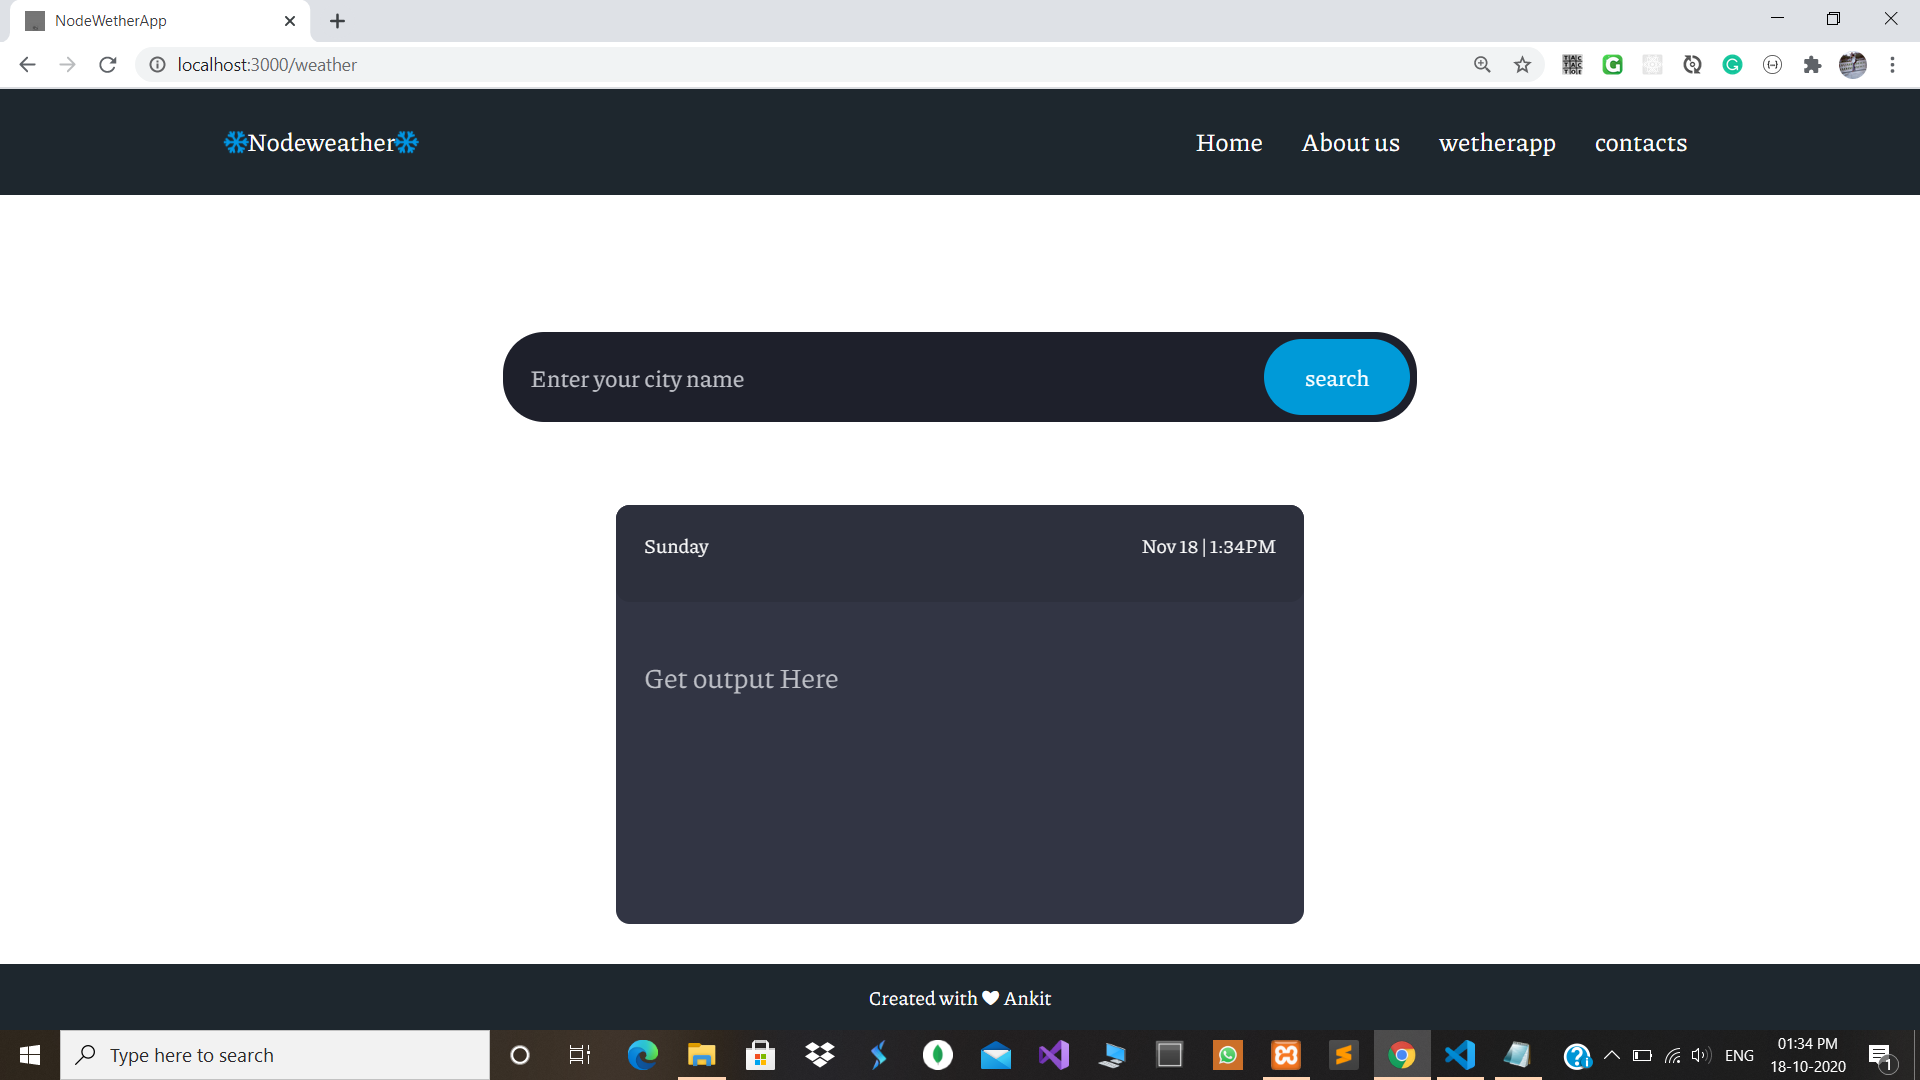 NodeWetherApp
localhost:3000/weather
Nodeweather
Home About us wetherapp contacts
Enter your city name
search
Sunday
Nov 18 | 1:34PM
Get output Here
Created with ❤ Ankit
Type here to search
ENG
01:34 PM
18-10-2020
1